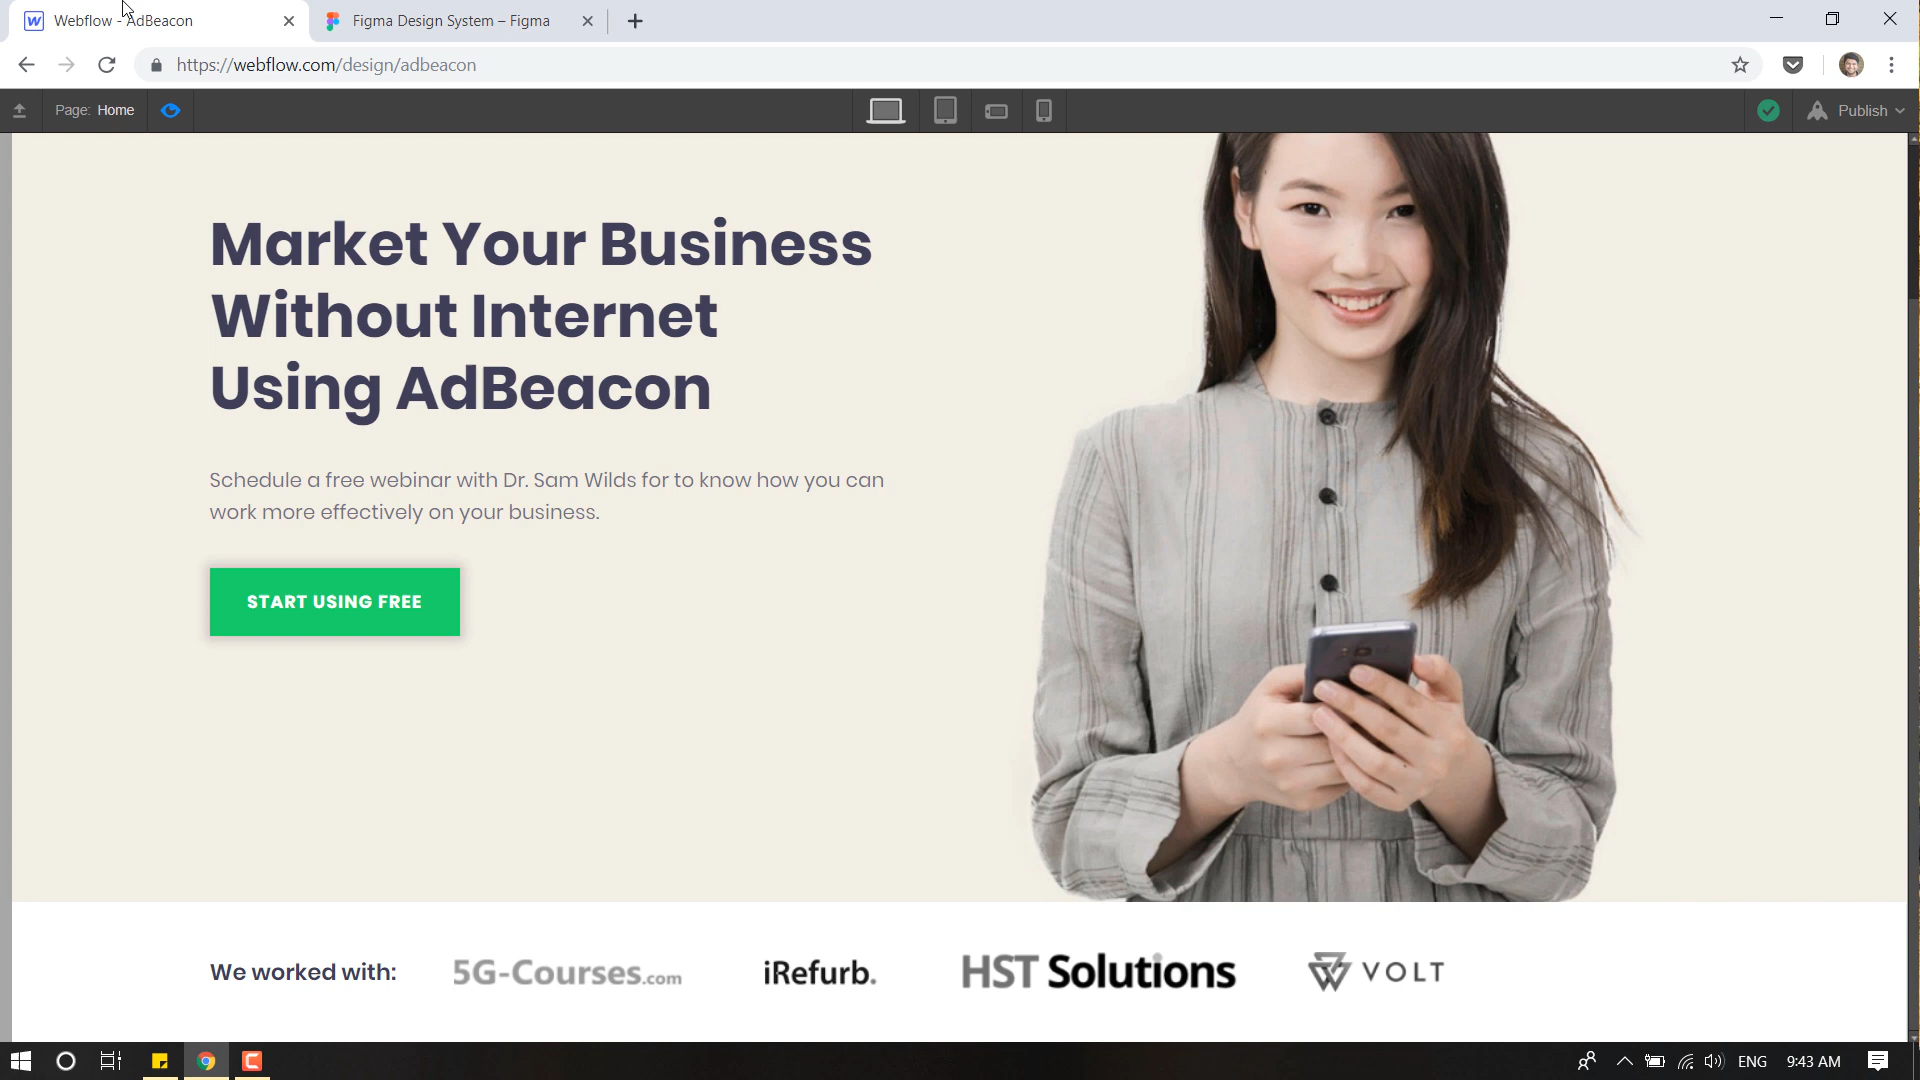 Webflow - AdBeacon
Figma Design System – Figma
https://webflow.com/design/adbeacon
Page: Home
Publish
Market Your Business
Without Internet
Using AdBeacon
Schedule a free webinar with Dr. Sam Wilds for to know how you can
work more effectively on your business.
START USING FREE
We worked with:
5G-Courses.com
iRefurb.
HST Solutions
VOLT
ENG
9:43 AM